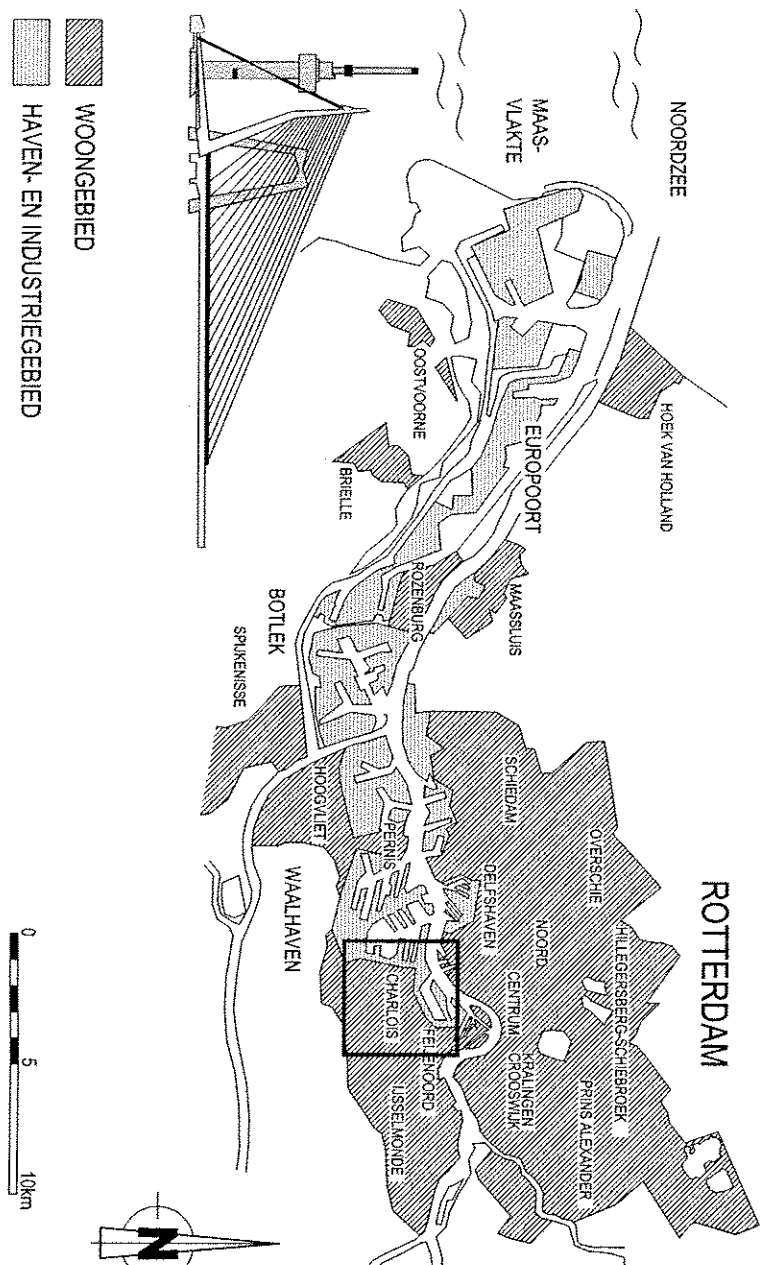 ROTTERDAM
NOORDZEE
MAAS-
VLAKTE
HOEK VAN HOLLAND
EUROPOORT
OOSTVOORNE
BRIELLE
MAASSLUIS
ROZENBURG
BOTLEK
SPIJKENISSE
HOOGVLIET
PERNIS
SCHIEDAM
OVERSCHIE
HILLEGERSBERG-SCHIEBROEK
NOORD
DELFSHAVEN
CENTRUM
KRALINGEN
CROOSWIJK
PRINS ALEXANDER
WAALHAVEN
CHARLOIS
FEIJENOORD
IJSSELMONDE
WOONGEBIED
HAVEN- EN INDUSTRIEGEBIED
0 5 10km
N